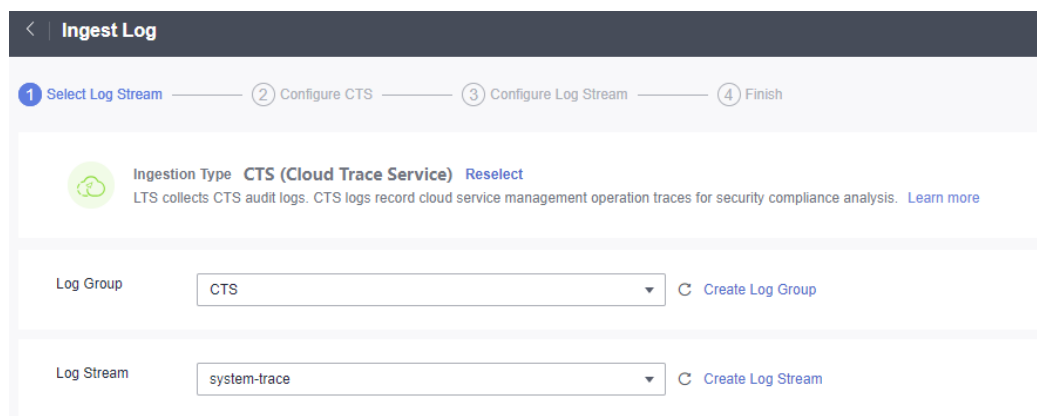 Ingest Log
1 Select Log Stream 2 Configure CTS 3 Configure Log Stream 4 Finish
Ingestion Type CTS (Cloud Trace Service) Reselect
LTS collects CTS audit logs. CTS logs record cloud service management operation traces for security compliance analysis. Learn more
Log Group CTS Create Log Group
Log Stream system-trace Create Log Stream